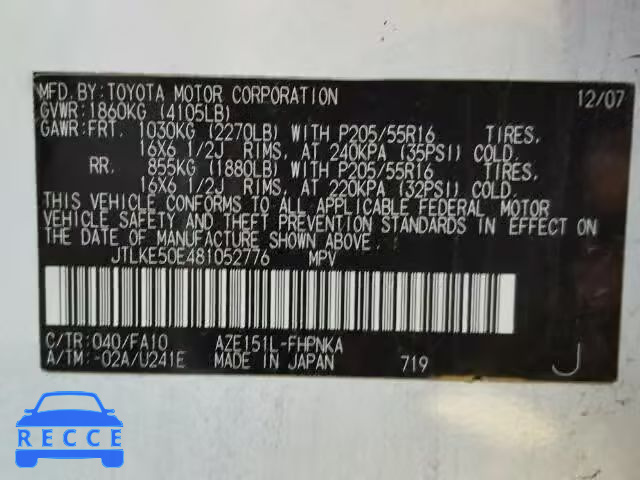 MFD. BY: TOYOTA MOTOR CORPORATION 12/07
GVWR: 1860KG (4105LB)
GAWR: FRT. 1030KG (2270LB) WITH P205/55R16 TIRES,
16X6 1/2J RIMS, AT 240KPA (35PSI) COLD.
RR. 855KG (1880LB) WITH P205/55R16 TIRES,
16X6 1/2J RIMS, AT 220KPA (32PSI) COLD.
THIS VEHICLE CONFORMS TO ALL APPLICABLE FEDERAL MOTOR
VEHICLE SAFETY AND THEFT PREVENTION STANDARDS IN EFFECT ON
THE DATE OF MANUFACTURE SHOWN ABOVE.
JTLKE50E481052776 MPV
C/TR: 040/FA10 AZE151L-FHPNKA
A/TM: -02A/U241E MADE IN JAPAN 719 J
RECCE